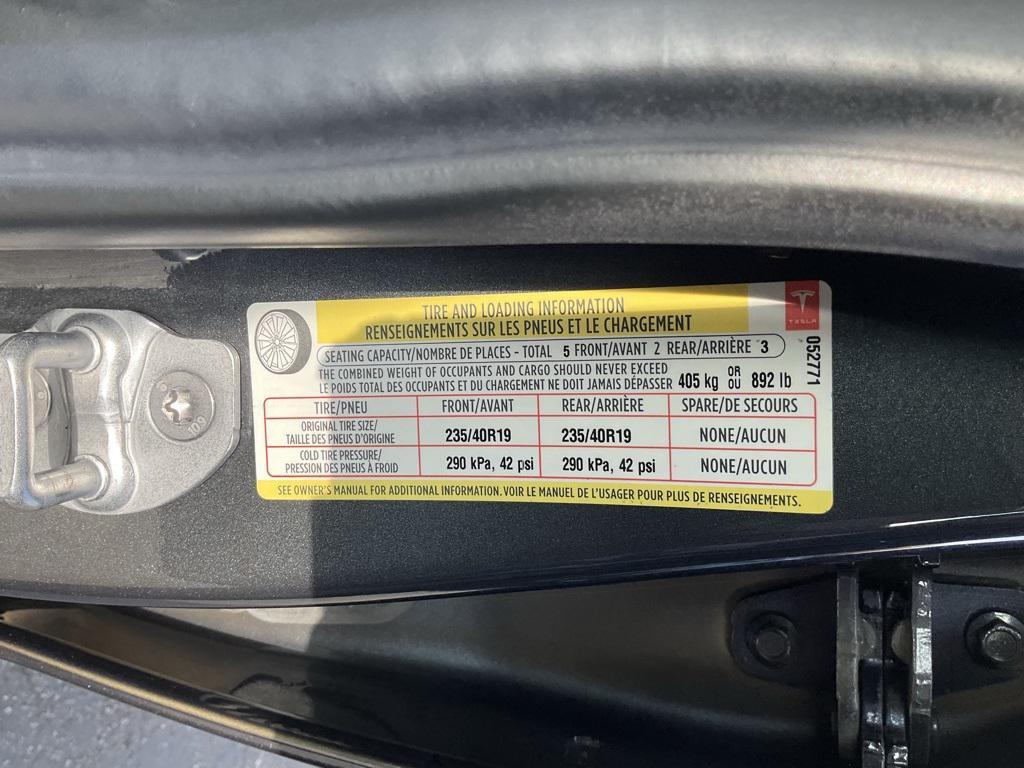 TIRE AND LOADING INFORMATION
RENSEIGNEMENTS SUR LES PNEUS ET LE CHARGEMENT
TESLA
052771
SEATING CAPACITY/NOMBRE DE PLACES - TOTAL 5 FRONT/AVANT 2 REAR/ARRIÈRE 3
THE COMBINED WEIGHT OF OCCUPANTS AND CARGO SHOULD NEVER EXCEED
LE POIDS TOTAL DES OCCUPANTS ET DU CHARGEMENT NE DOIT JAMAIS DÉPASSER
405 kg OR OU 892 lb
TIRE/PNEU FRONT/AVANT REAR/ARRIÈRE SPARE/DE SECOURS
ORIGINAL TIRE SIZE/
TAILLE DES PNEUS D'ORIGINE
235/40R19 235/40R19 NONE/AUCUN
COLD TIRE PRESSURE/
PRESSION DES PNEUS À FROID
290 kPa, 42 psi 290 kPa, 42 psi NONE/AUCUN
SEE OWNER'S MANUAL FOR ADDITIONAL INFORMATION. VOIR LE MANUEL DE L'USAGER POUR PLUS DE RENSEIGNEMENTS.